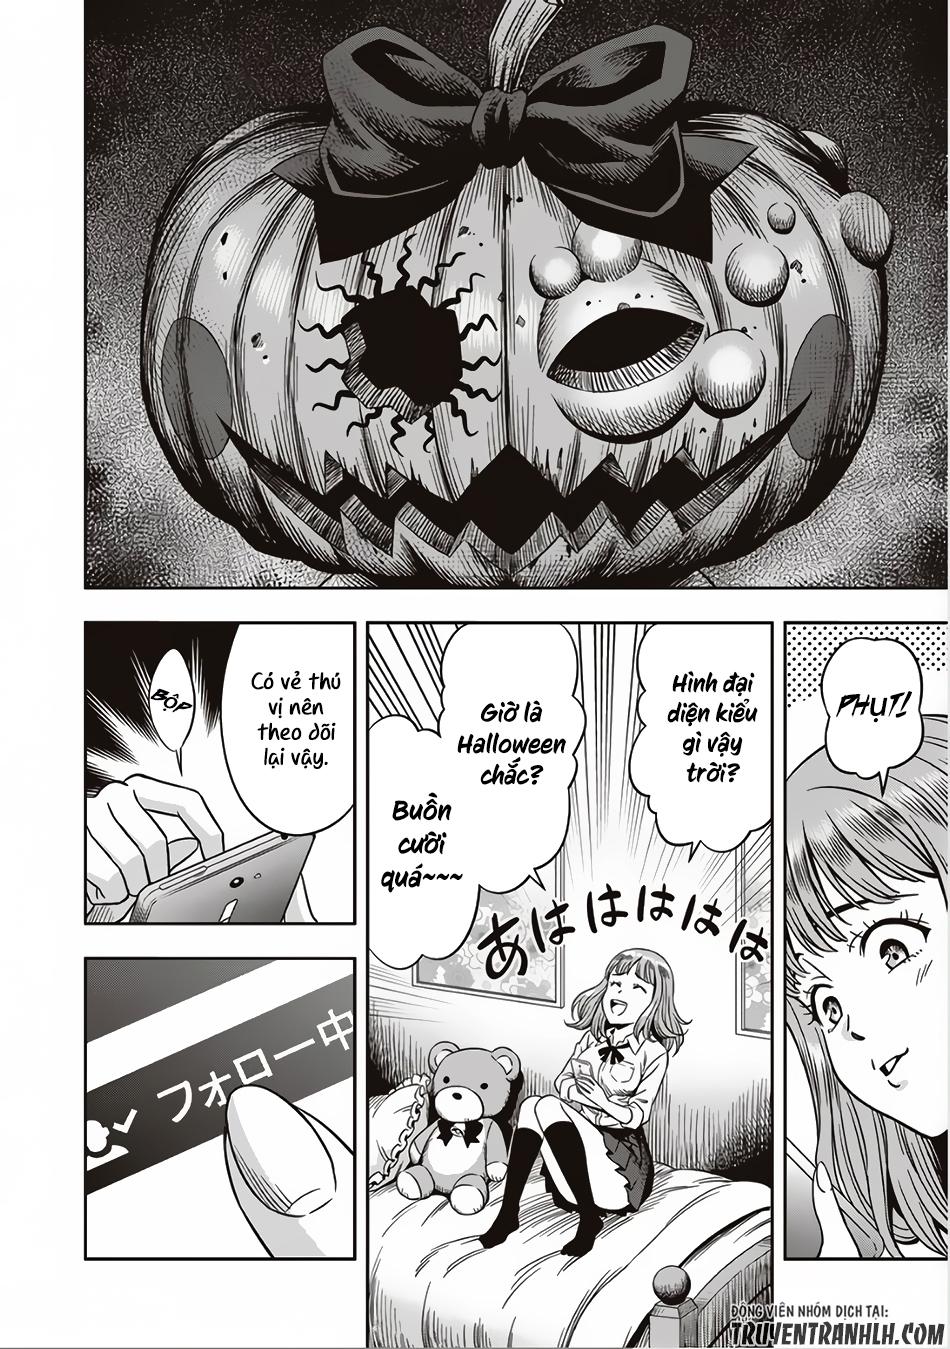 PHỤT!
Hình đại
diện kiểu
gì vậy
trời?
Giờ là
Halloween
chắc?
Buồn
cười
quá~~~
あはははははは
Có vẻ thú
vị nên
theo dõi
lại vậy.
BỘP
フォロー中
ĐỘNG VIÊN NHÓM DỊCH TẠI:
TRUYENTRANHLH.COM